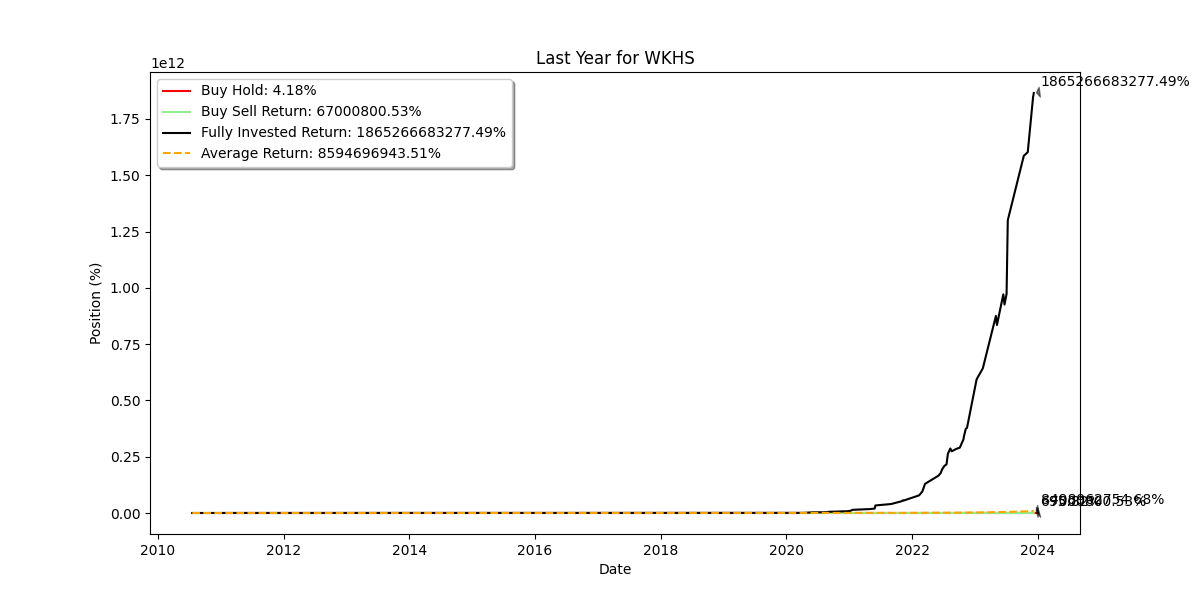 Last Year for WKHS
1e12
1865266683277.49%
Buy Hold: 4.18%
Buy Sell Return: 67000800.53%
Fully Invested Return: 1865266683277.49%
Average Return: 8594696943.51%
1.75
1.50
1.25
1.00
0.75
0.50
0.25
0.00
Position (%)
2010
2012
2014
2016
2018
2020
2022
2024
Date